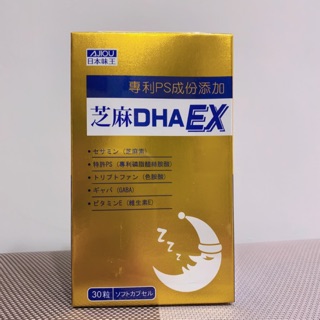 AJIOU
日本味王
專利PS成份添加
芝麻DHAEX
•セサミン(芝麻素)
•特許PS(專利磷脂醯絲胺酸)
•トリプトファン(色胺酸)
•ギャバ(GABA)
•ビタミンE(維生素E)
ZZZZ
30粒 ソフトカプセル